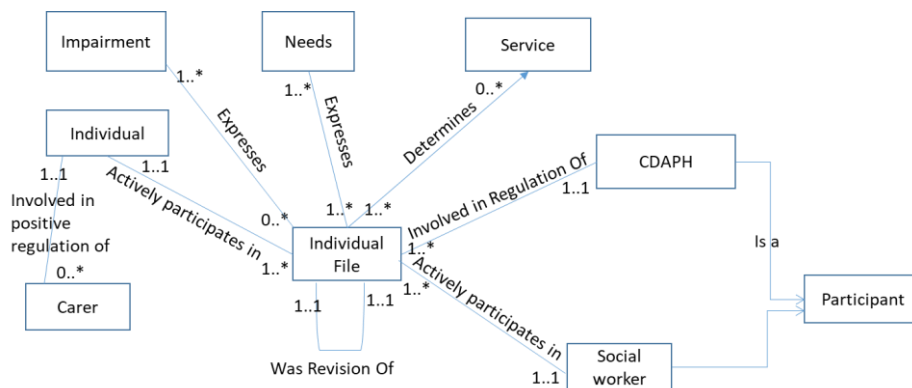 Impairment
Needs
Service
1..*
1..*
0..*
Expresses
Expresses
Determines
Individual
1..1
1..1
Involved in
positive
regulation of
Actively participates in
0..*
Carer
0..*
1..*
1..*
1..*
Individual
File
Involved in Regulation Of
1..*
1..1
CDAPH
Is a
Actively participates in
1..*
1..1
1..1
1..1
Was Revision Of
Social
worker
Participant